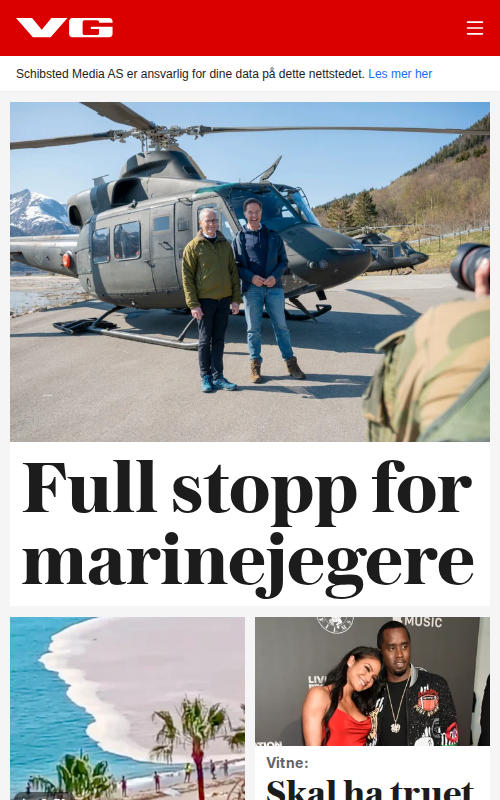 VG
Schibsted Media AS er ansvarlig for dine data på dette nettstedet. Les mer her
Full stopp for
marinejegere
MUSIC
Vitne:
Skal ha truet